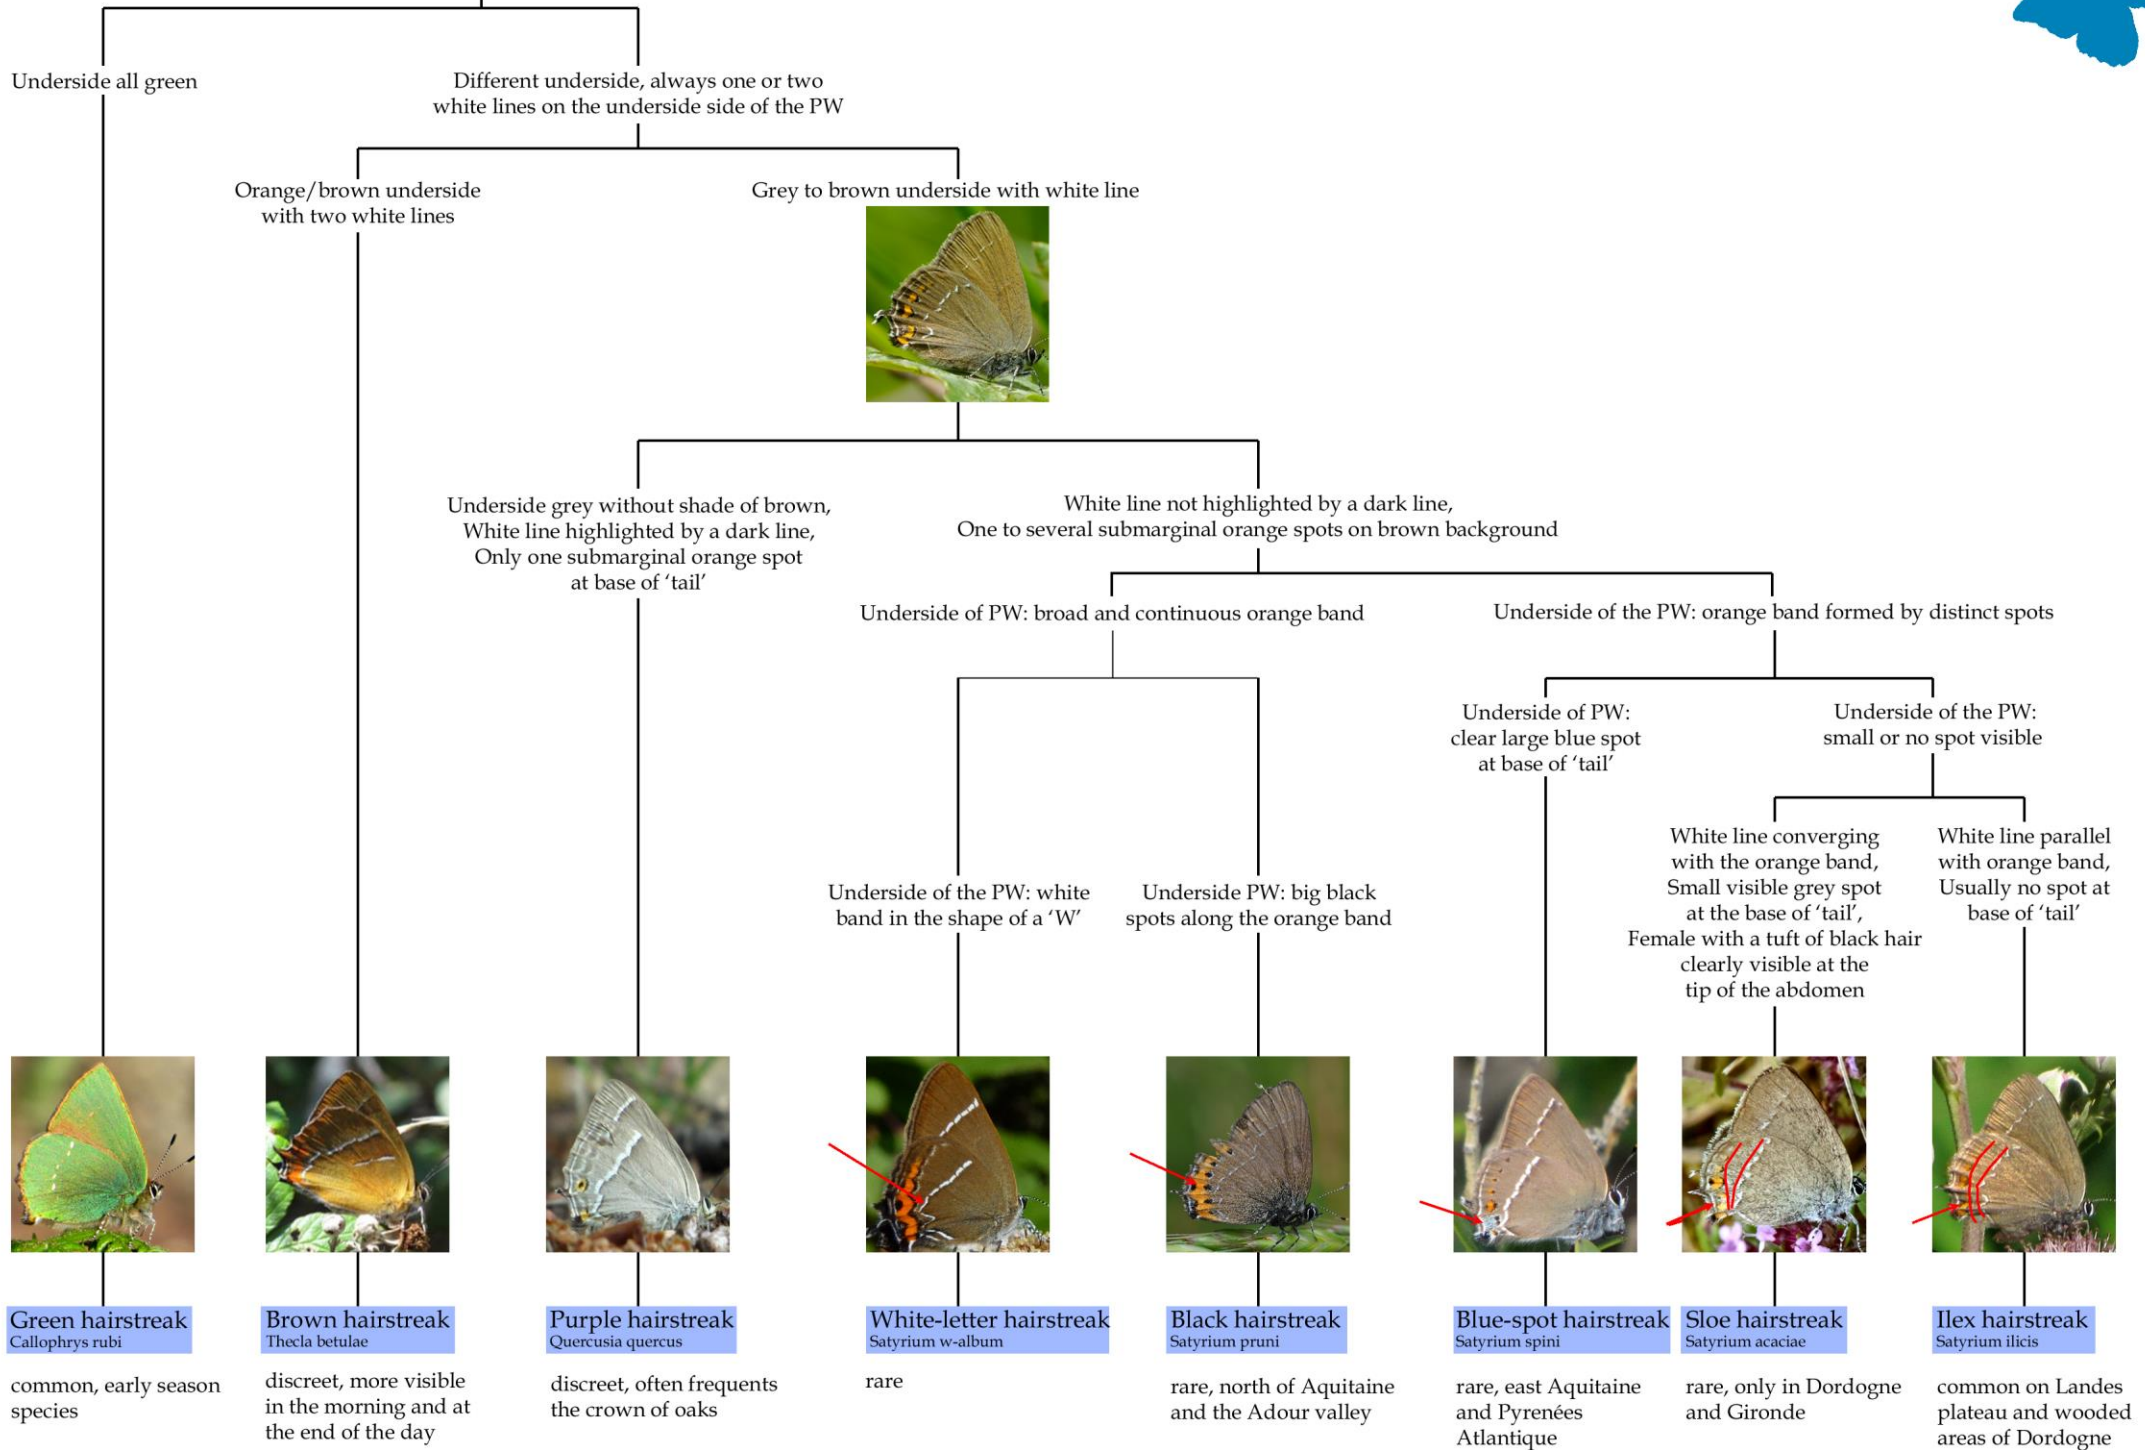 Underside all green
Different underside, always one or two
white lines on the underside side of the PW
Orange/brown underside
with two white lines
Grey to brown underside with white line
Underside grey without shade of brown,
White line highlighted by a dark line,
Only one submarginal orange spot
at base of ‘tail’
White line not highlighted by a dark line,
One to several submarginal orange spots on brown background
Underside of PW: broad and continuous orange band
Underside of the PW: orange band formed by distinct spots
Underside of PW:
clear large blue spot
at base of ‘tail’
Underside of the PW:
small or no spot visible
Underside of the PW: white
band in the shape of a ‘W’
Underside PW: big black
spots along the orange band
White line converging
with the orange band,
Small visible grey spot
at the base of ‘tail’,
Female with a tuft of black hair
clearly visible at the
tip of the abdomen
White line parallel
with orange band,
Usually no spot at
base of ‘tail’
Green hairstreak
Callophrys rubi
common, early season
species
Brown hairstreak
Thecla betulae
discreet, more visible
in the morning and at
the end of the day
Purple hairstreak
Quercusia quercus
discreet, often frequents
the crown of oaks
White-letter hairstreak
Satyrium w-album
rare
Black hairstreak
Satyrium pruni
rare, north of Aquitaine
and the Adour valley
Blue-spot hairstreak
Satyrium spini
rare, east Aquitaine
and Pyrenées
Atlantique
Sloe hairstreak
Satyrium acaciae
rare, only in Dordogne
and Gironde
Ilex hairstreak
Satyrium ilicis
common on Landes
plateau and wooded
areas of Dordogne